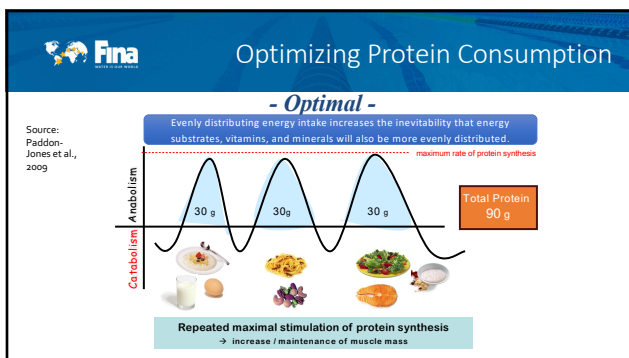 Fina
WATER IS OUR WORLD
Optimizing Protein Consumption
- Optimal -
Evenly distributing energy intake increases the inevitability that energy
substrates, vitamins, and minerals will also be more evenly distributed.
Source:
Paddon-
Jones et al.,
2009
maximum rate of protein synthesis
Anabolism
Catabolism
30 g
30g
30 g
Total Protein
90 g
Repeated maximal stimulation of protein synthesis
→ increase / maintenance of muscle mass